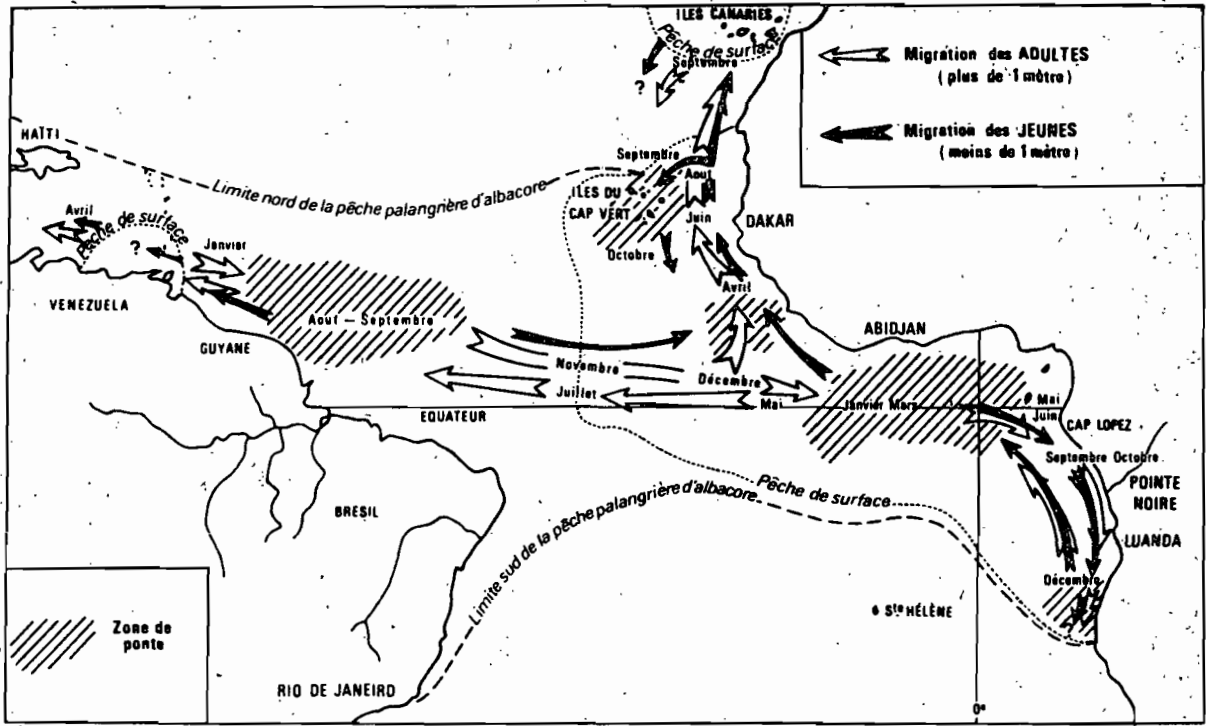 ILES CANARIES
Pêche de surface
Septembre
?
Migration des ADULTES
(plus de 1 mètre)
Migration des JEUNES
(moins de 1 mètre)
HAÏTI
Limite nord de la pêche palangrière d'albacore
Septembre
Aout
ILES DU
CAP VERT
Juin
DAKAR
Octobre
Avril
Avril
Pêche de surface
?
Janvier
VENEZUELA
Aout – Septembre
GUYANE
ABIDJAN
Novembre
Décembre
Juillet
Mai
EQUATEUR
Janvier Mars
Mai
Juin
CAP LOPEZ
Septembre Octobre
POINTE
NOIRE
LUANDA
Décembre
BRESIL
Pêche de surface
Limite sud de la pêche palangrière d'albacore
Ste HÉLÈNE
Zone de
ponte
RIO DE JANEIRO
0°